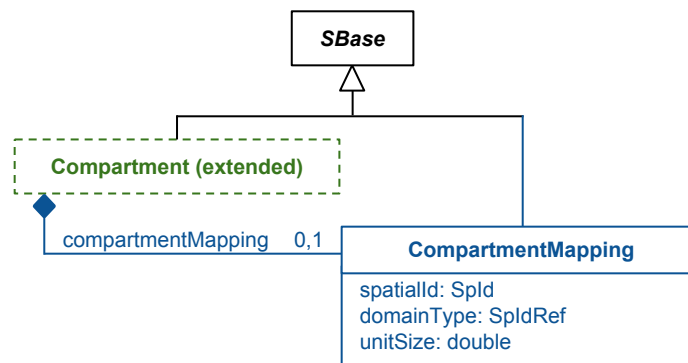 SBase
Compartment (extended)
compartmentMapping 0,1
CompartmentMapping
spatialId: SpId
domainType: SpIdRef
unitSize: double